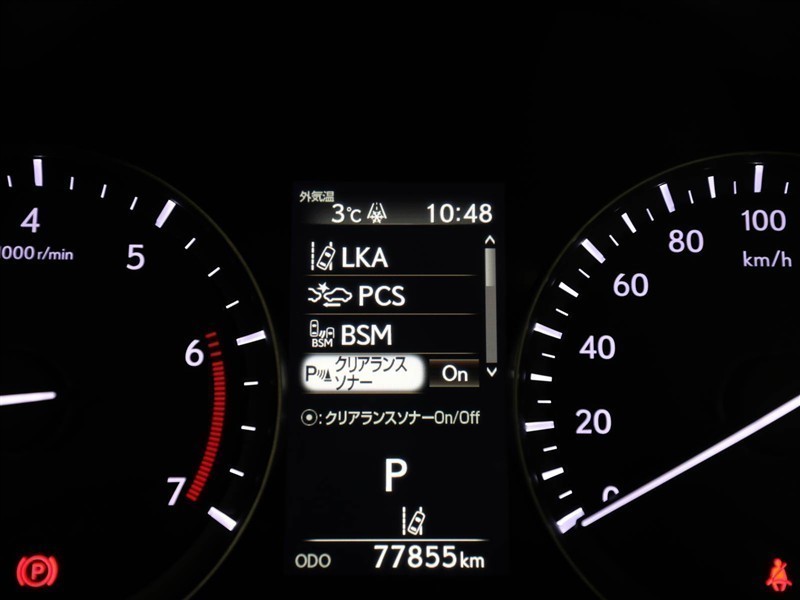 外気温
3℃ 10:48
LKA
PCS
BSM
BSM
P クリアランス
ソナー
On
:クリアランスソナーOn/Off
P
ODO 77855km
4
1000 r/min
5
6
7
100
80
km/h
60
40
20
0
P